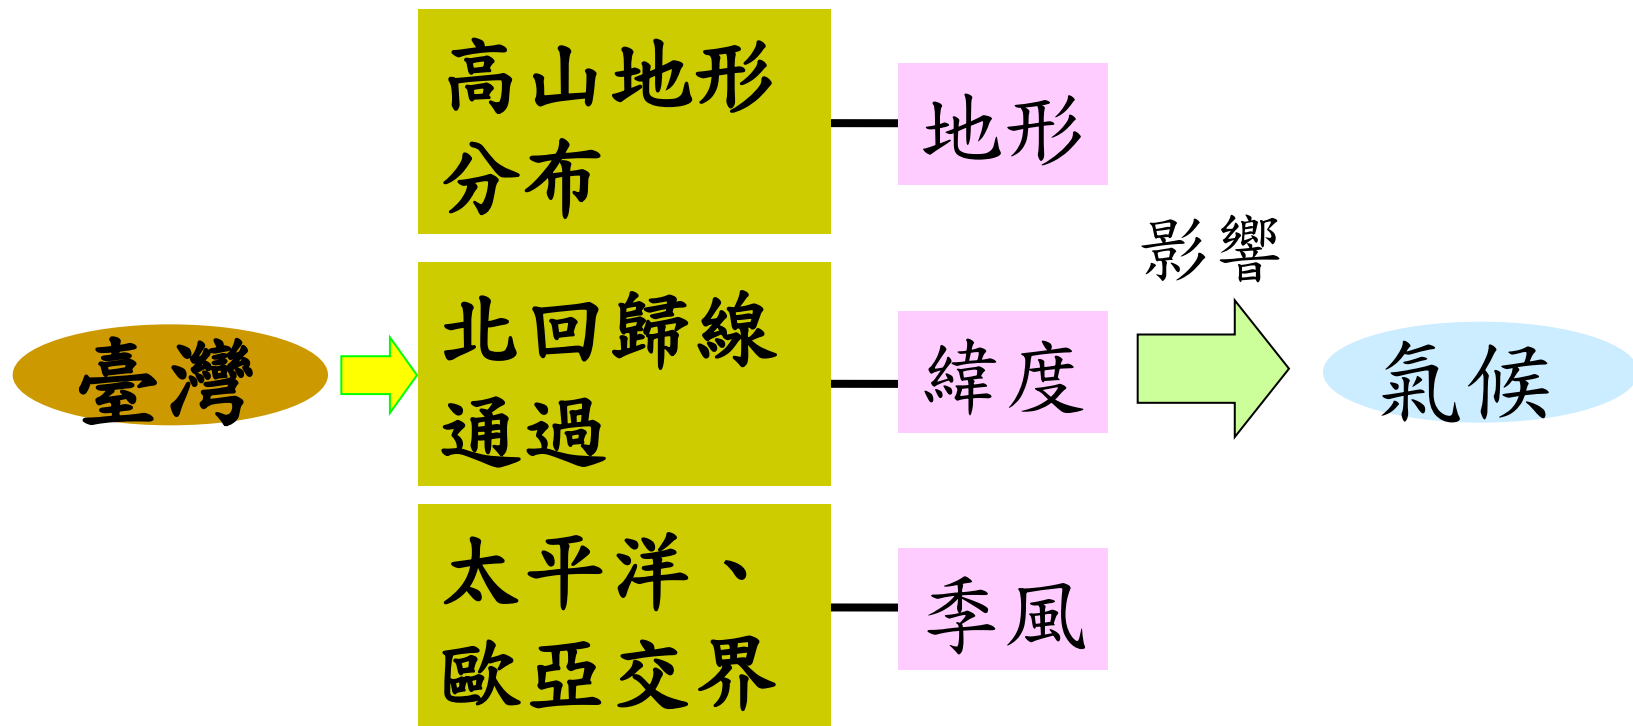 臺灣
高山地形
分布
地形
北回歸線
通過
緯度
太平洋、
歐亞交界
季風
影響
氣候